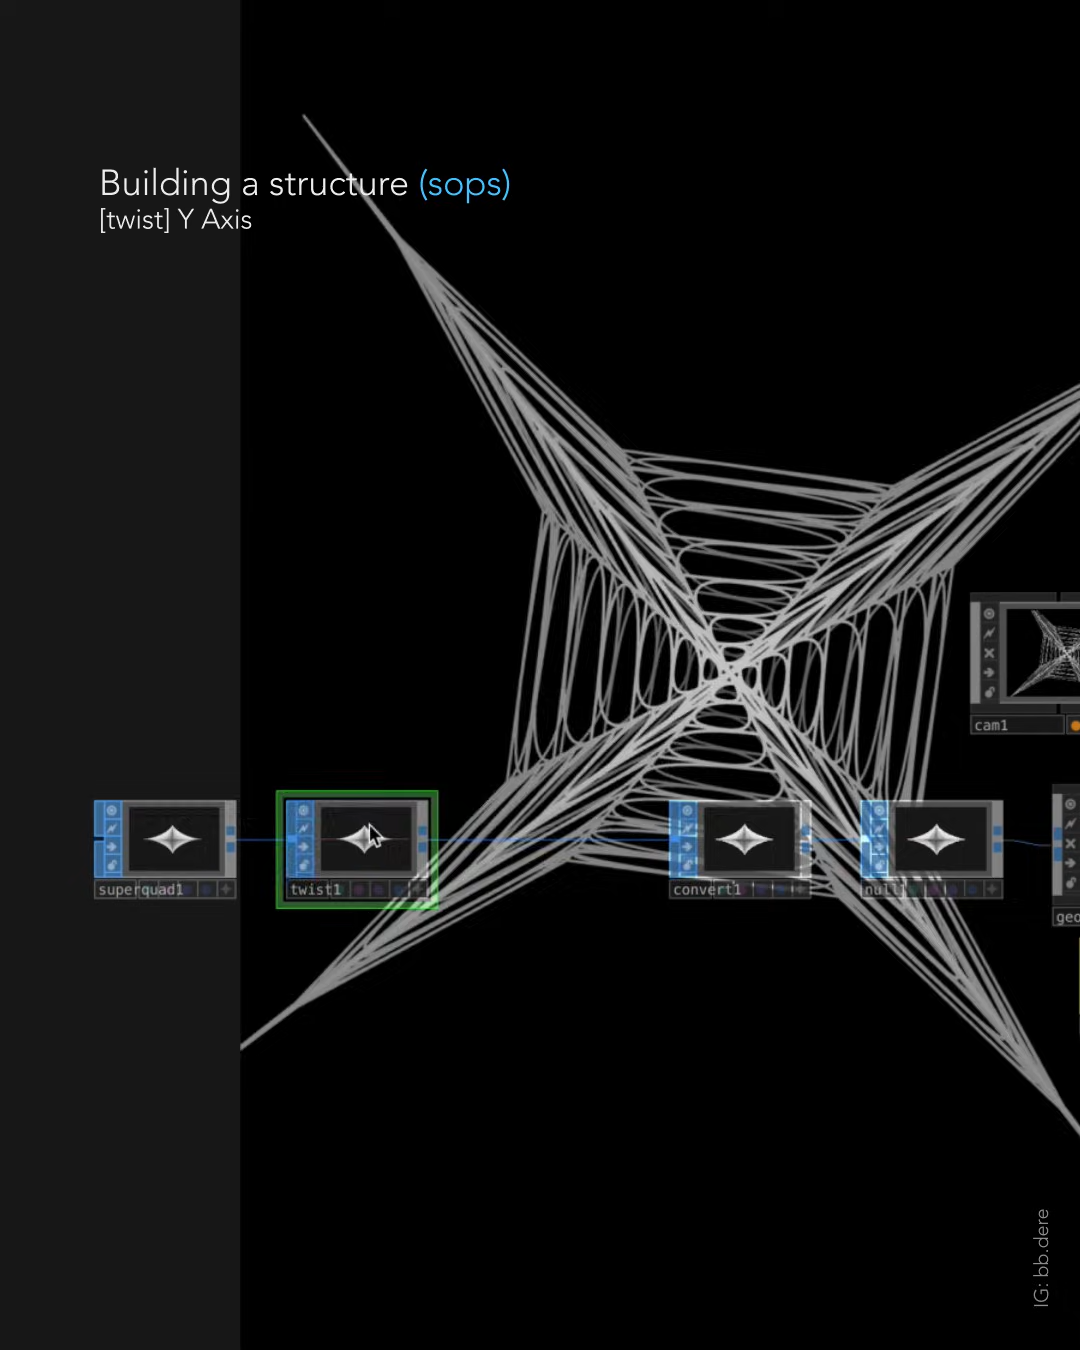 Building a structure (sops)
[twist] Y Axis
cam1
superquad1
twist1
convert1
null1
geo
IG: bb.dere